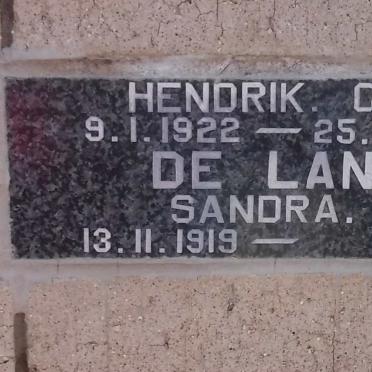 HENDRIK.
9.1.1922 — 25.
DE LAN
SANDRA.
13.11.1919 —